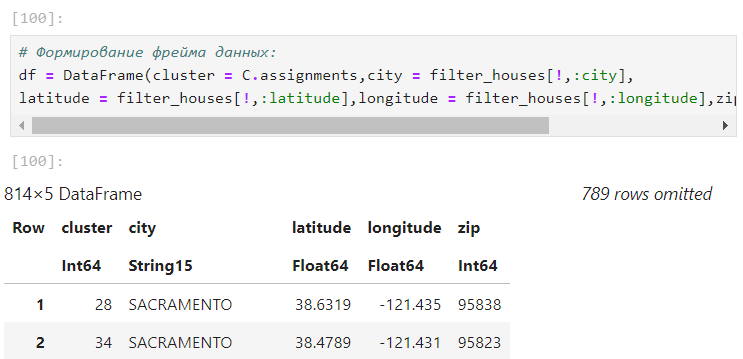 [100]:
# Формирование фрейма данных:
df = DataFrame(cluster = C.assignments,city = filter_houses[!,:city],
latitude = filter_houses[!,:latitude],longitude = filter_houses[!,:longitude],zip
[100]:
814×5 DataFrame 789 rows omitted
Row cluster city latitude longitude zip
Int64 String15 Float64 Float64 Int64
1 28 SACRAMENTO 38.6319 -121.435 95838
2 34 SACRAMENTO 38.4789 -121.431 95823